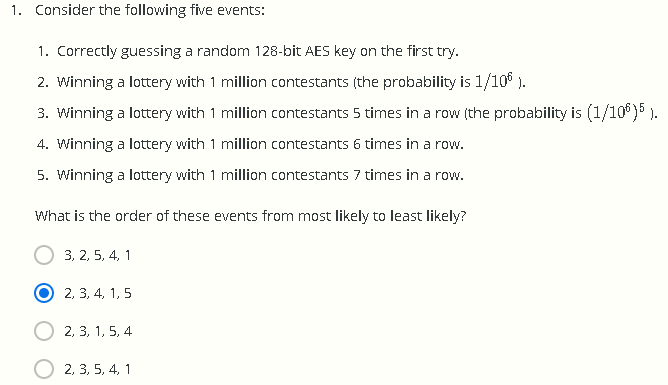 1. Consider the following five events:
1. Correctly guessing a random 128-bit AES key on the first try.
2. Winning a lottery with 1 million contestants (the probability is 1/10⁶ ).
3. Winning a lottery with 1 million contestants 5 times in a row (the probability is (1/10⁶)⁵ ).
4. Winning a lottery with 1 million contestants 6 times in a row.
5. Winning a lottery with 1 million contestants 7 times in a row.
What is the order of these events from most likely to least likely?
3, 2, 5, 4, 1
2, 3, 4, 1, 5
2, 3, 1, 5, 4
2, 3, 5, 4, 1